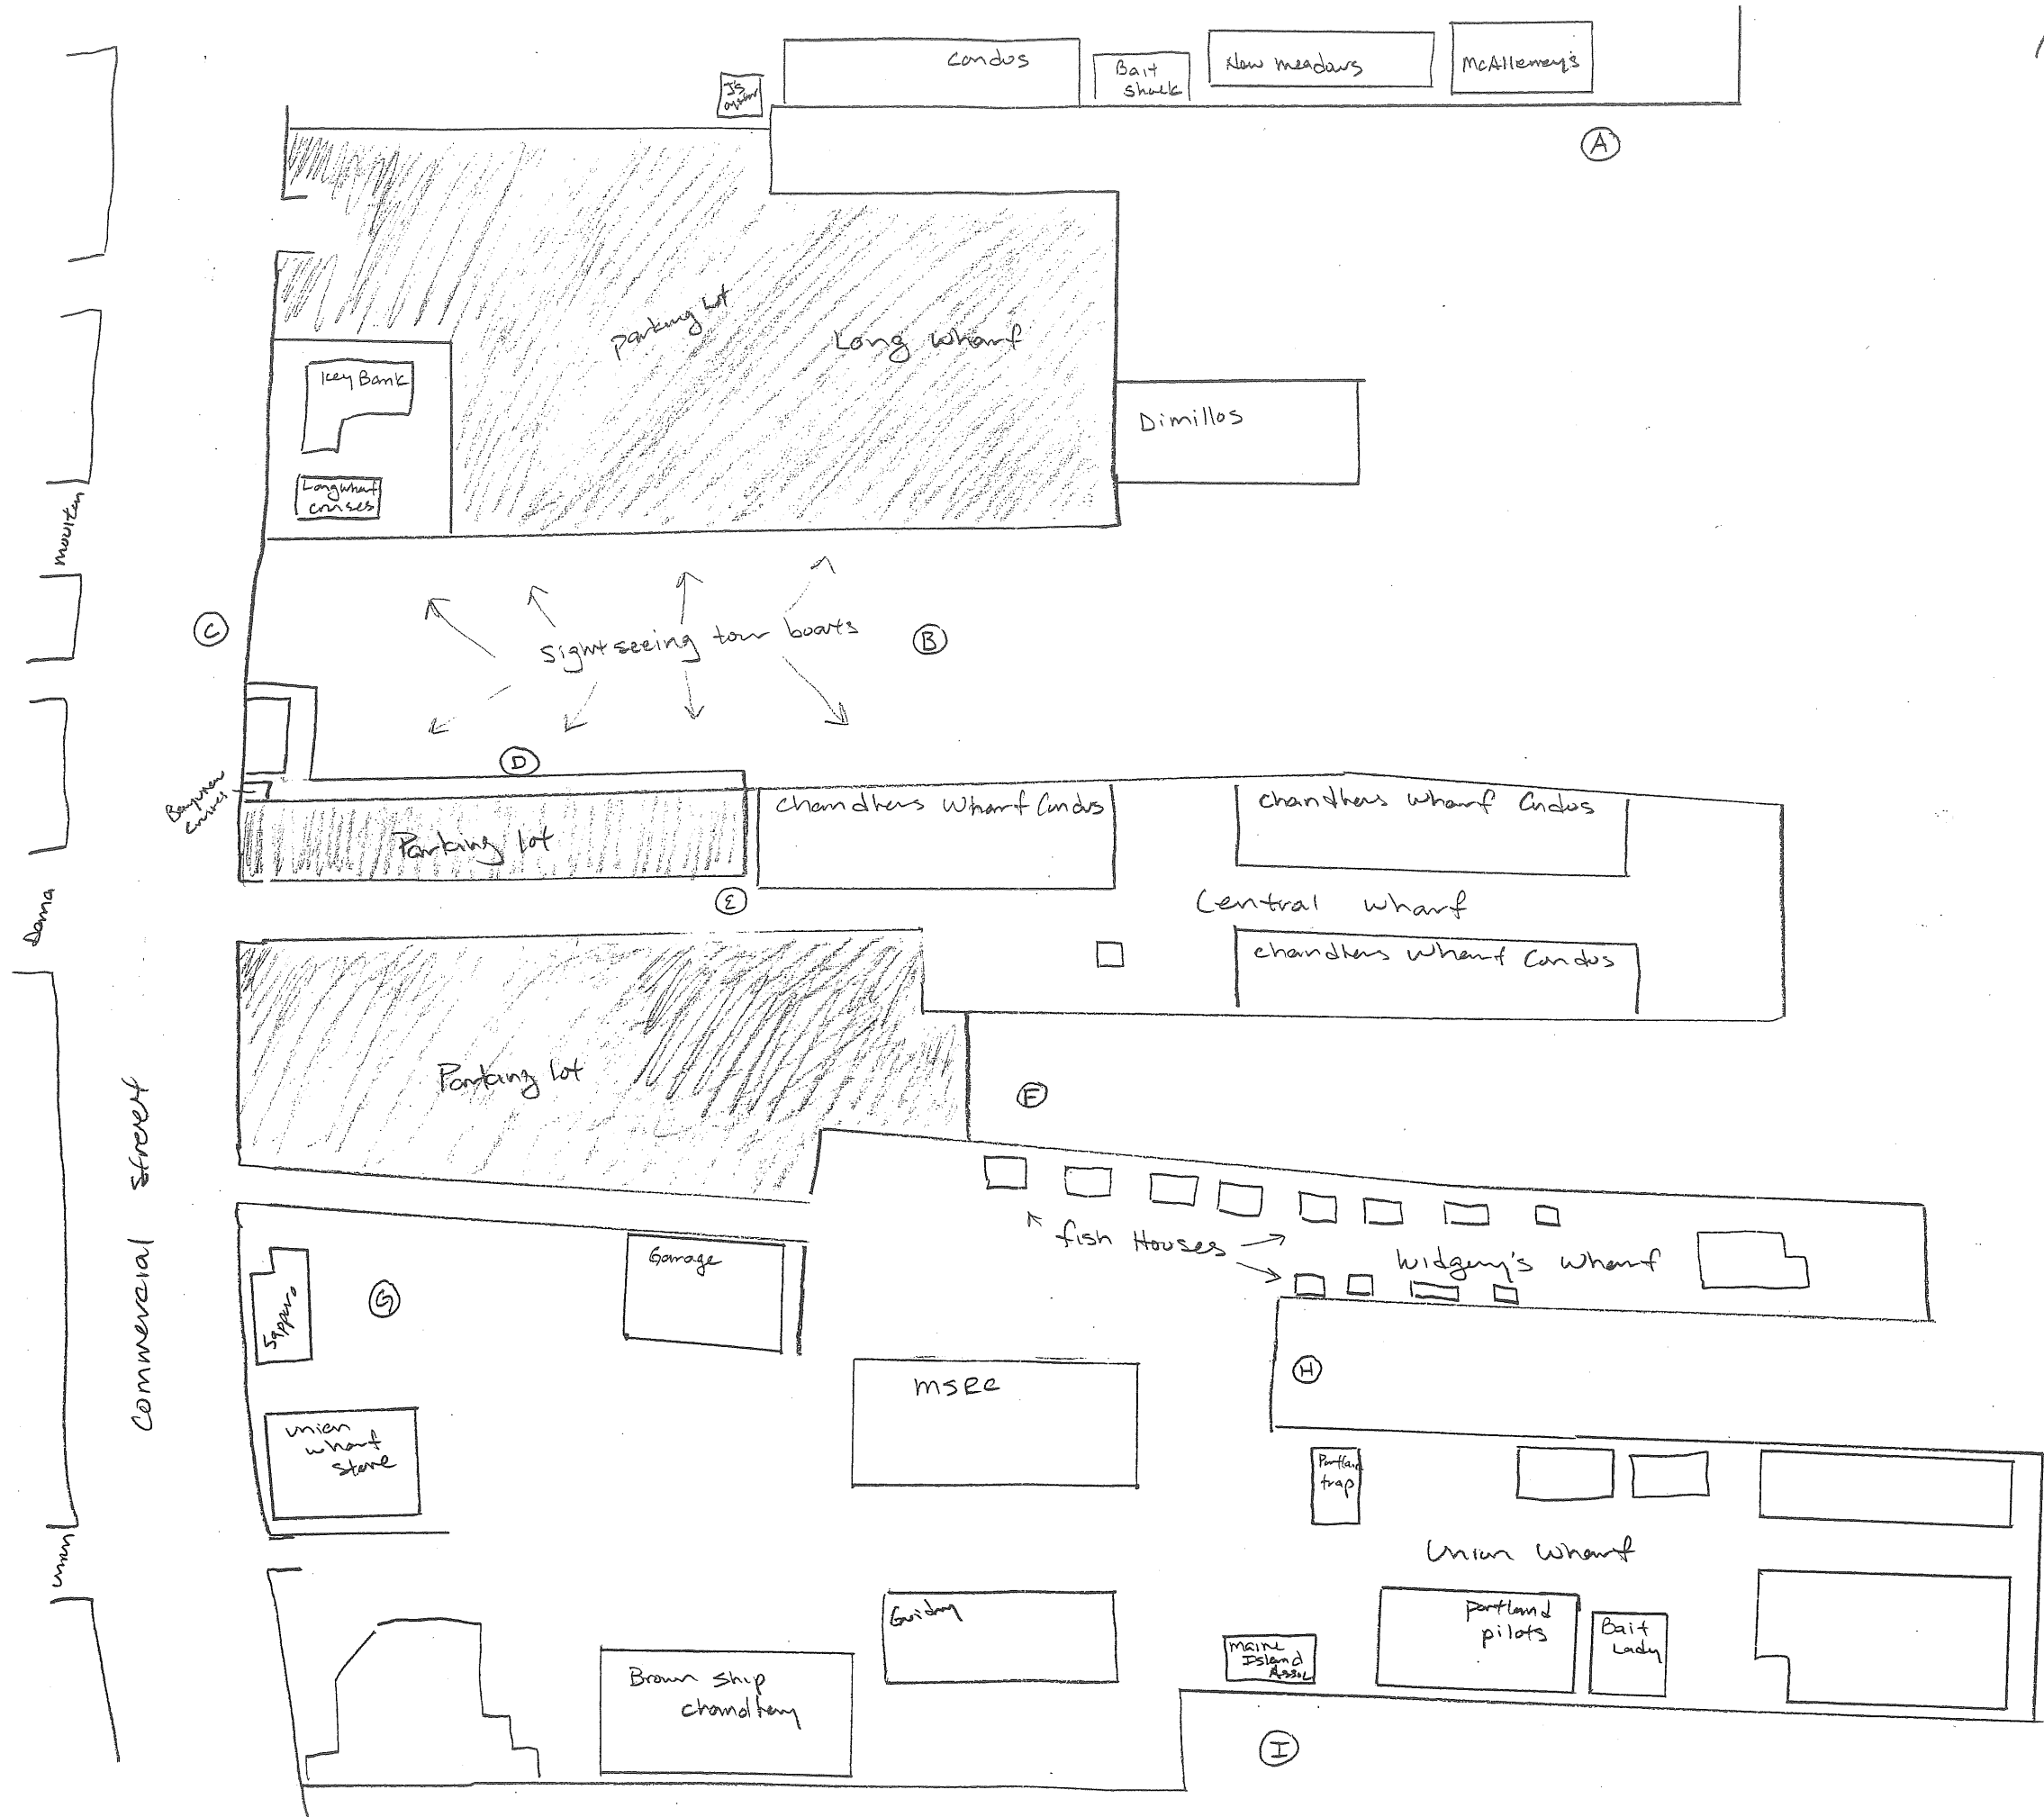 Condos
Bait
Shack
New meadows
McAlleney's
J's
oyster
A
parking lot
Long wharf
Key Bank
Dimillos
Longwharf
cruises
moulton
C
Sightseeing tour boats
B
D
cruises
Parking lot
Chandlers Wharf Condos
Chandlers Wharf Condos
E
Central wharf
Dana
Chandlers Wharf Condos
Parking lot
F
Commercial Street
fish Houses
Widgery's Wharf
Garage
G
Sapporo
H
MSRC
union
wharf
store
Portland
trap
Union Wharf
union
Guidry
portland
pilots
Bait
Lady
Maine
Island
Assoc
Brown Ship
chandlery
I